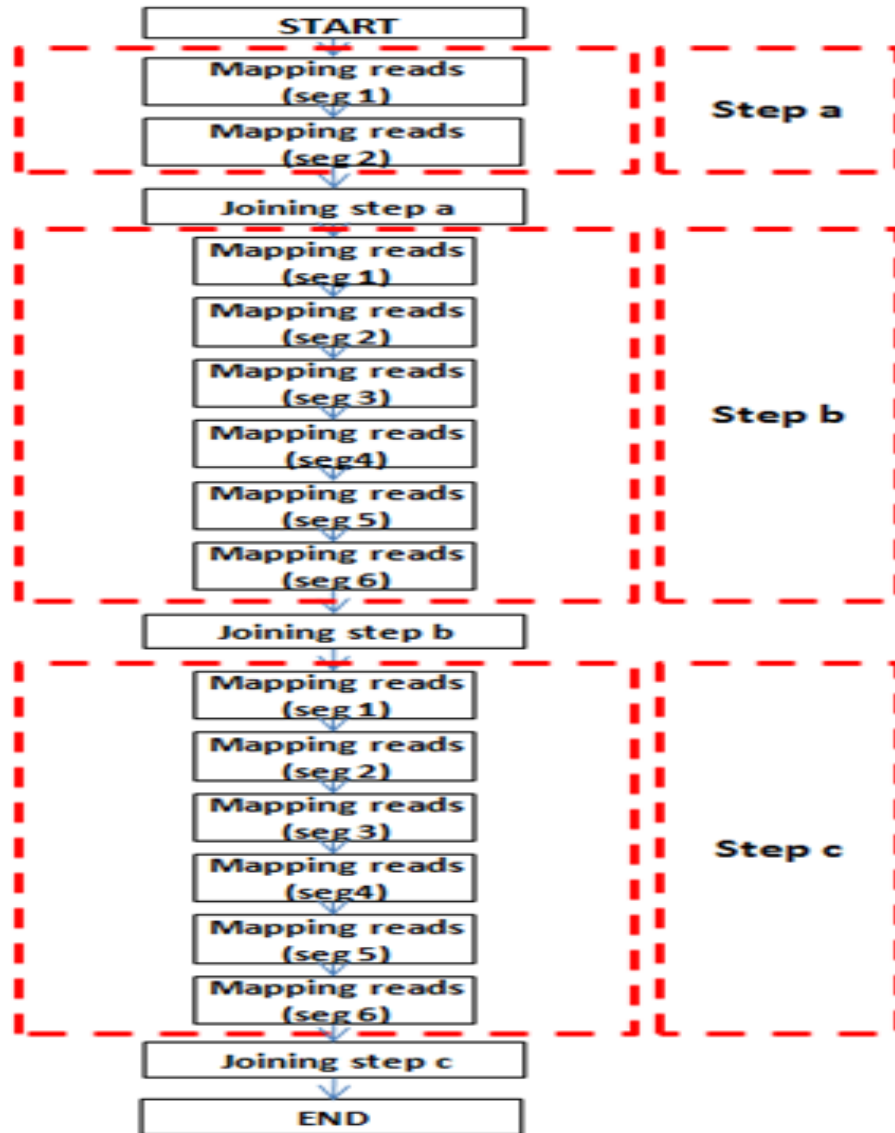 START
Mapping reads
(seg 1)
Mapping reads
(seg 2)
Step a
Joining step a
Mapping reads
(seg 1)
Mapping reads
(seg 2)
Mapping reads
(seg 3)
Mapping reads
(seg4)
Mapping reads
(seg 5)
Mapping reads
(seg 6)
Step b
Joining step b
Mapping reads
(seg 1)
Mapping reads
(seg 2)
Mapping reads
(seg 3)
Mapping reads
(seg4)
Mapping reads
(seg 5)
Mapping reads
(seg 6)
Step c
Joining step c
END